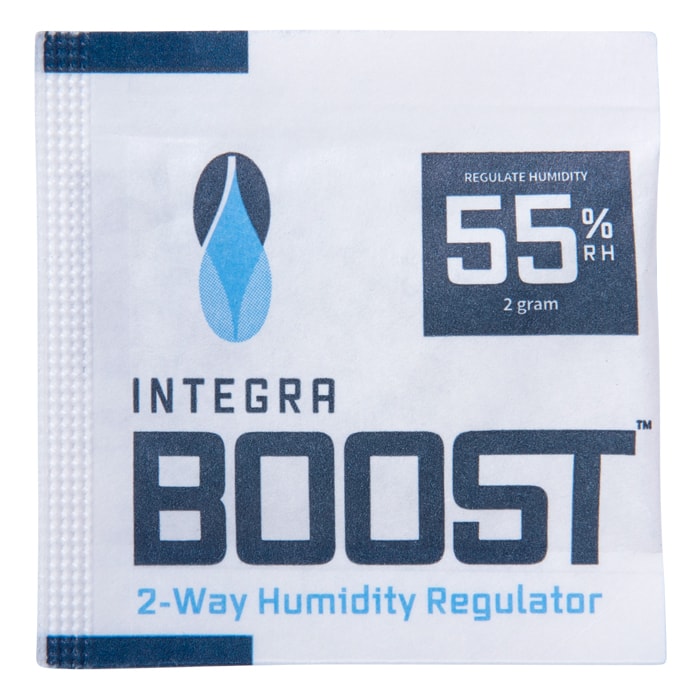 REGULATE HUMIDITY
55%
RH
2 gram
INTEGRA
BOOST™
2-Way Humidity Regulator